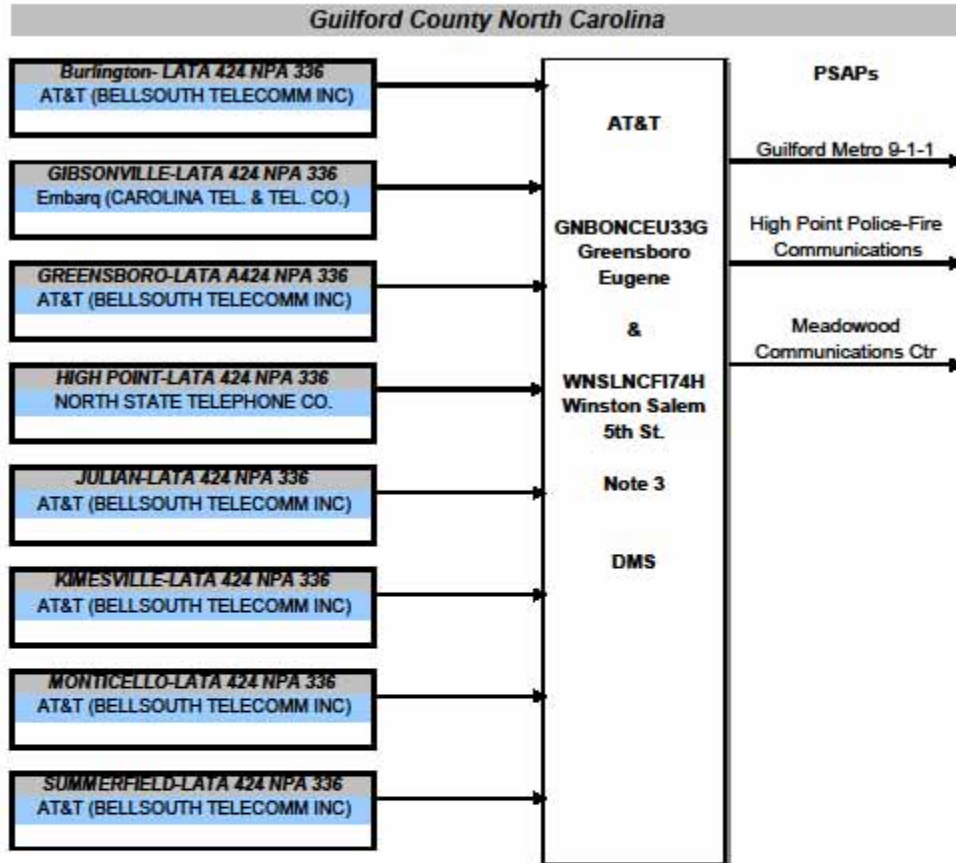 Guilford County North Carolina
Burlington- LATA 424 NPA 336
AT&T (BELLSOUTH TELECOMM INC)
GIBSONVILLE-LATA 424 NPA 336
Embarq (CAROLINA TEL. & TEL. CO.)
GREENSBORO-LATA A424 NPA 336
AT&T (BELLSOUTH TELECOMM INC)
HIGH POINT-LATA 424 NPA 336
NORTH STATE TELEPHONE CO.
JULIAN-LATA 424 NPA 336
AT&T (BELLSOUTH TELECOMM INC)
KIMESVILLE-LATA 424 NPA 336
AT&T (BELLSOUTH TELECOMM INC)
MONTICELLO-LATA 424 NPA 336
AT&T (BELLSOUTH TELECOMM INC)
SUMMERFIELD-LATA 424 NPA 336
AT&T (BELLSOUTH TELECOMM INC)
AT&T
GNBONCEU33G
Greensboro
Eugene
&
WNSLNCFI74H
Winston Salem
5th St.
Note 3
DMS
PSAPs
Guilford Metro 9-1-1
High Point Police-Fire
Communications
Meadowood
Communications Ctr